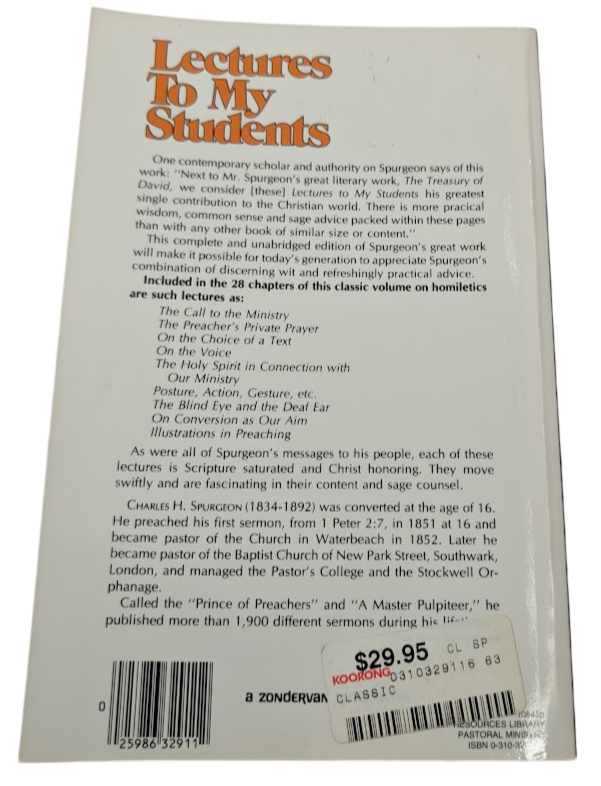 Lectures
To My
Students
One contemporary scholar and authority on Spurgeon says of this
work: "Next to Mr. Spurgeon's great literary work, The Treasury of
David, we consider [these] Lectures to My Students his greatest
single contribution to the Christian world. There is more pracical
wisdom, common sense and sage advice packed within these pages
than with any other book of similar size or content."
This complete and unabridged edition of Spurgeon's great work
will make it possible for today's generation to appreciate Spurgeon's
combination of discerning wit and refreshingly practical advice.
Included in the 28 chapters of this classic volume on homiletics
are such lectures as:
The Call to the Ministry
The Preacher's Private Prayer
On the Choice of a Text
On the Voice
The Holy Spirit in Connection with
Our Ministry
Posture, Action, Gesture, etc.
The Blind Eye and the Deaf Ear
On Conversion as Our Aim
Illustrations in Preaching
As were all of Spurgeon's messages to his people, each of these
lectures is Scripture saturated and Christ honoring. They move
swiftly and are fascinating in their content and sage counsel.
CHARLES H. SPURGEON (1834-1892) was converted at the age of 16.
He preached his first sermon, from 1 Peter 2:7, in 1851 at 16 and
became pastor of the Church in Waterbeach in 1852. Later he
became pastor of the Baptist Church of New Park Street, Southwark,
London, and managed the Pastor's College and the Stockwell Or-
phanage.
Called the "Prince of Preachers" and "A Master Pulpiteer," he
published more than 1,900 different sermons during his
$29.95 CL SP
KOORONG 0310329116 63
CLASSIC
a ZONDERVAN
0 25986 32911
RESOURCES LIBRARY
PASTORAL
ISBN 0-310-